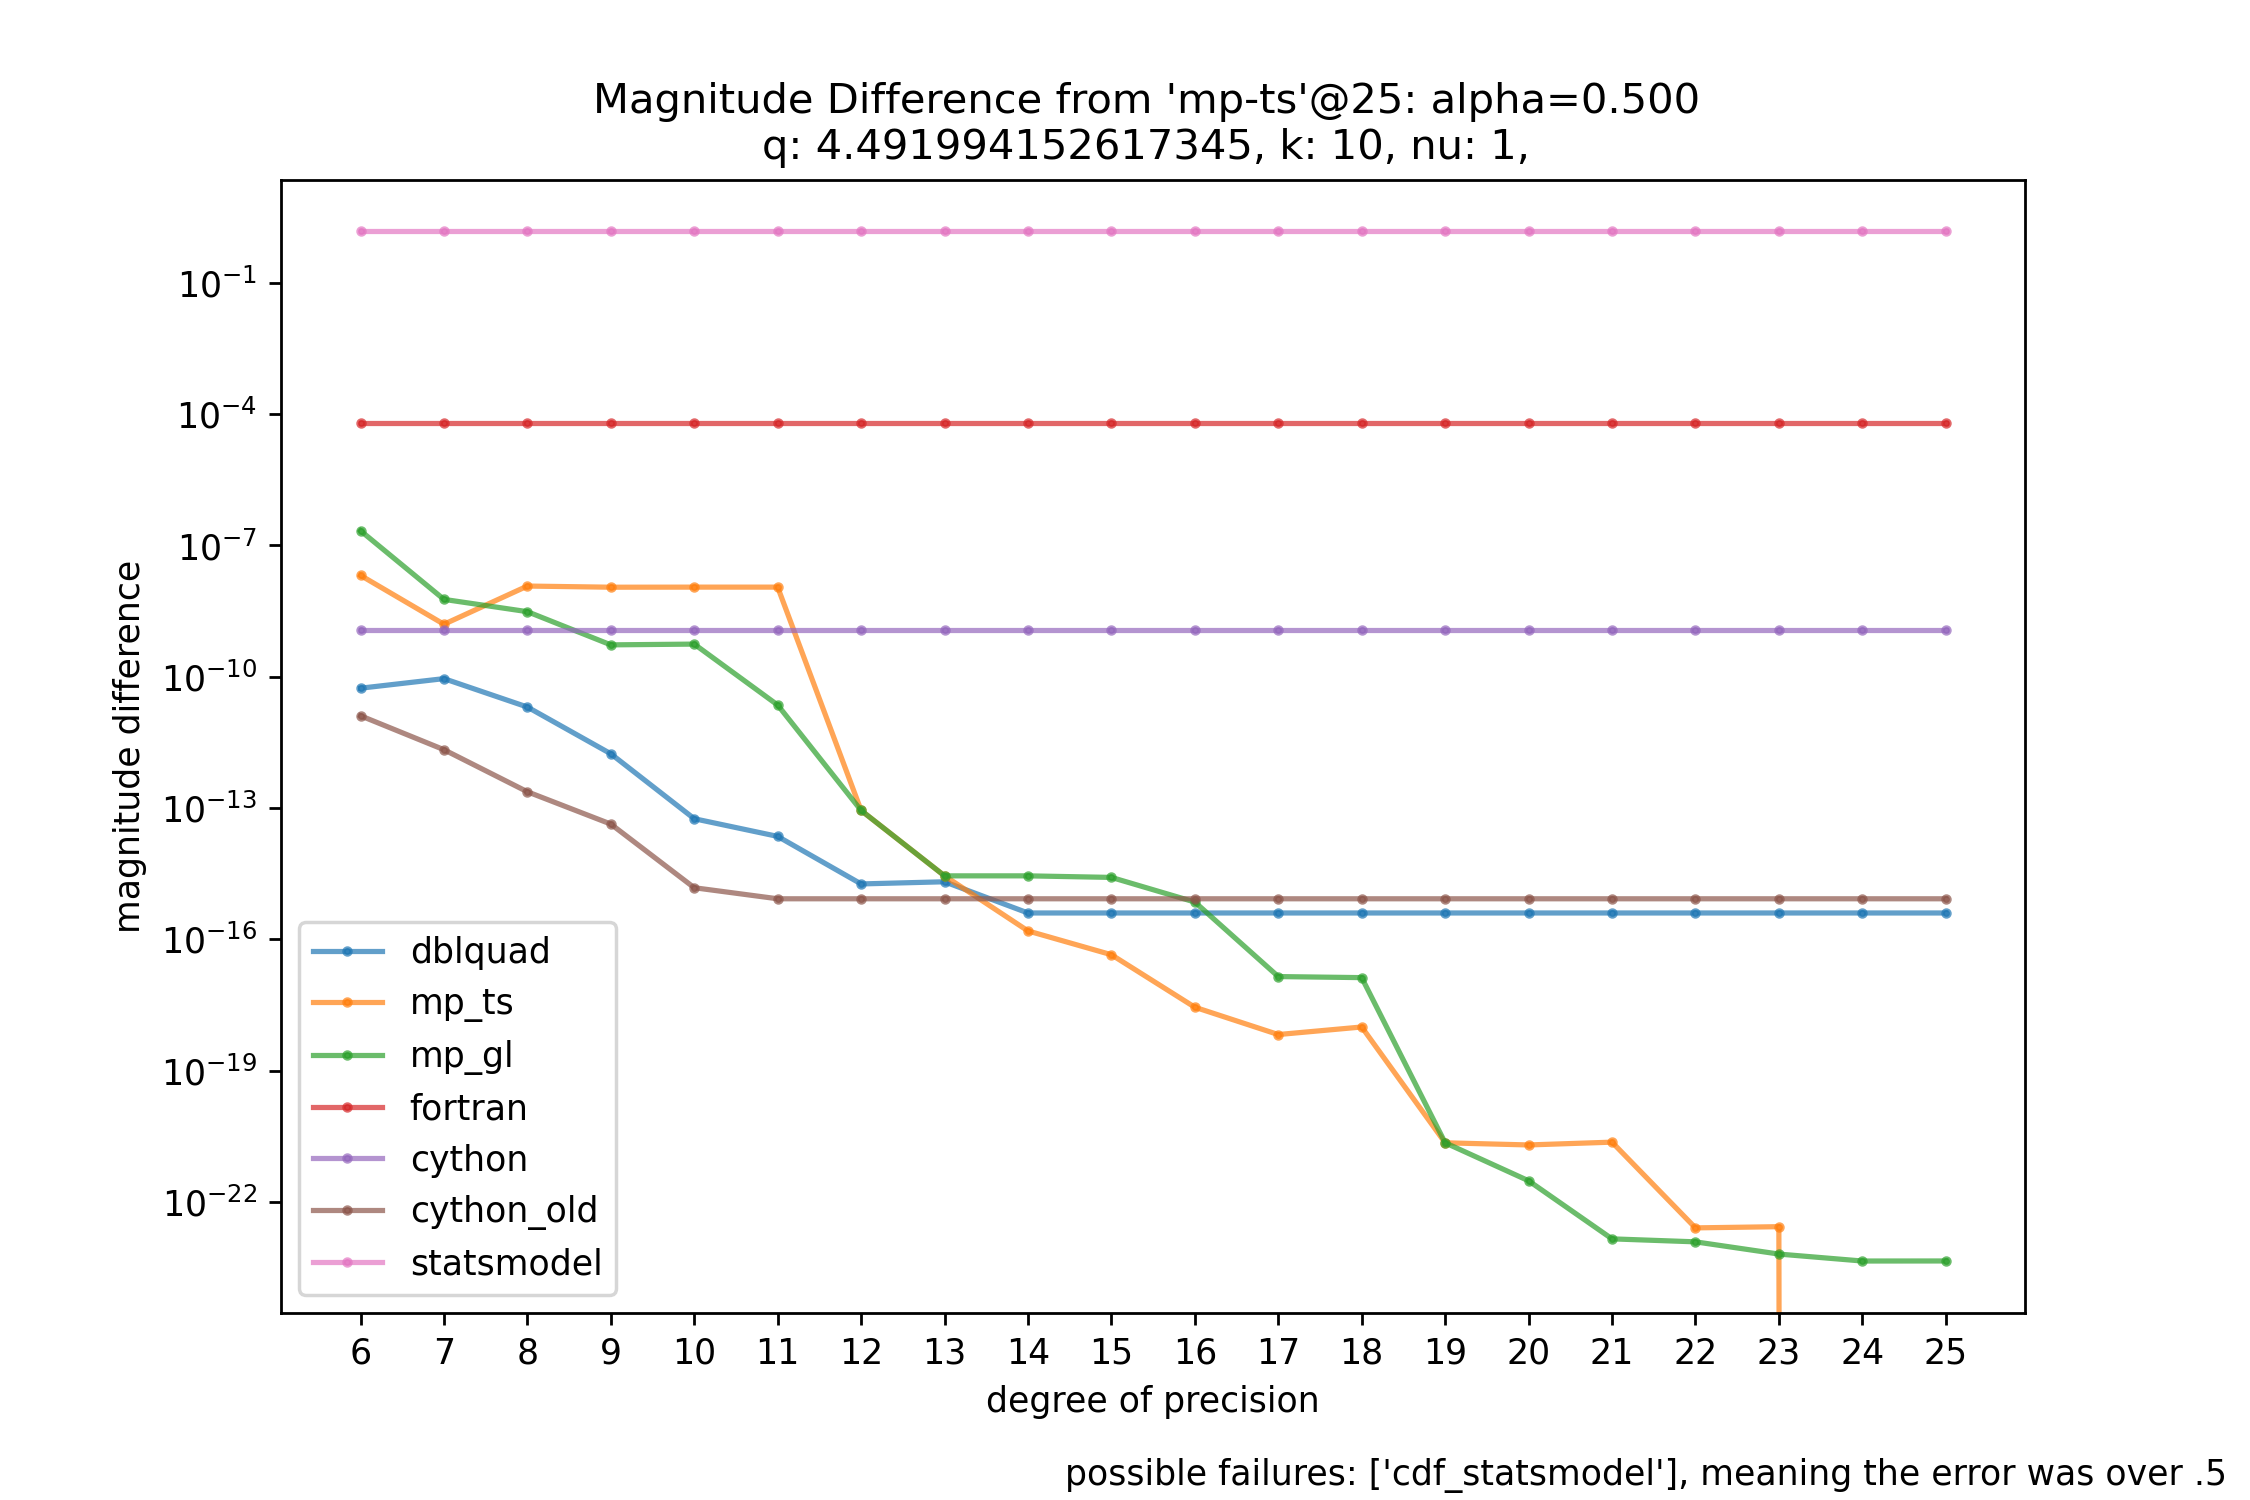 Magnitude Difference from 'mp-ts'@25: alpha=0.500
q: 4.491994152617345, k: 10, nu: 1,
magnitude difference
10⁻¹
10⁻⁴
10⁻⁷
10⁻¹⁰
10⁻¹³
10⁻¹⁶
10⁻¹⁹
10⁻²²
dblquad
mp_ts
mp_gl
fortran
cython
cython_old
statsmodel
6 7 8 9 10 11 12 13 14 15 16 17 18 19 20 21 22 23 24 25
degree of precision
possible failures: ['cdf_statsmodel'], meaning the error was over .5